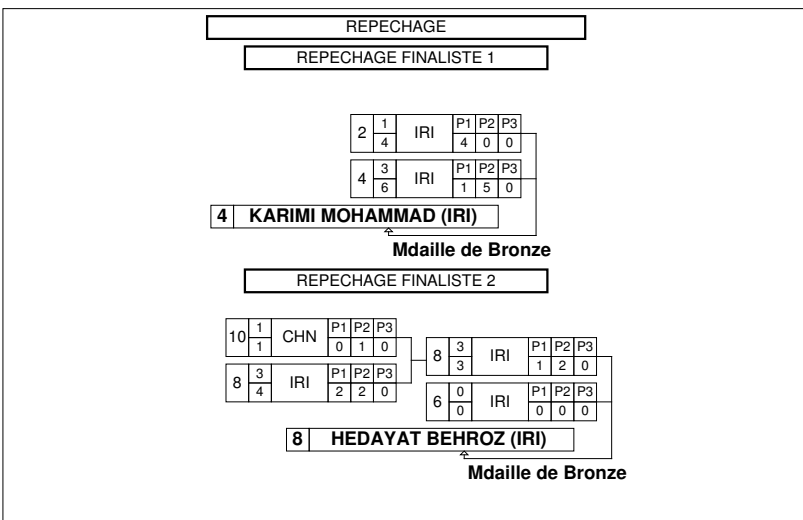 REPECHAGE
REPECHAGE FINALISTE 1
2 1 4 IRI P1 P2 P3 4 0 0
4 3 6 IRI P1 P2 P3 1 5 0
4 KARIMI MOHAMMAD (IRI)
Mdaille de Bronze
REPECHAGE FINALISTE 2
10 1 1 CHN P1 P2 P3 0 1 0
8 3 4 IRI P1 P2 P3 2 2 0
8 3 3 IRI P1 P2 P3 1 2 0
6 0 0 IRI P1 P2 P3 0 0 0
8 HEDAYAT BEHROZ (IRI)
Mdaille de Bronze